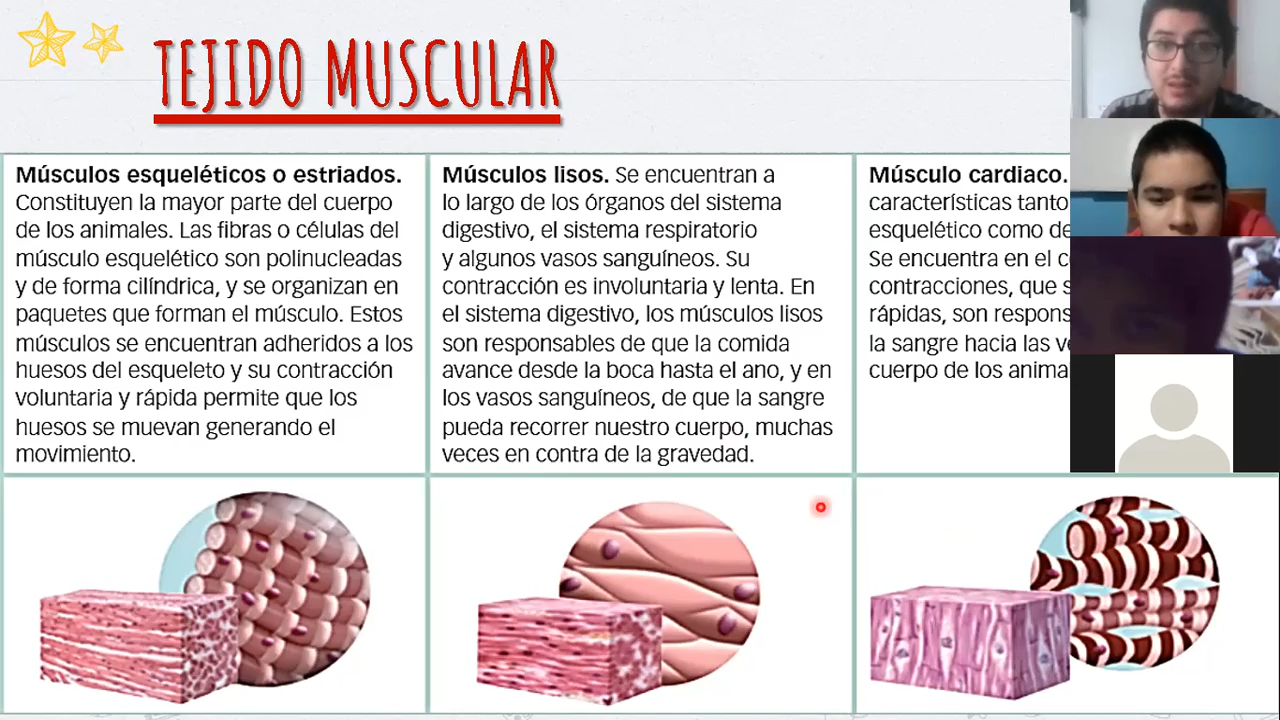 TEJIDO MUSCULAR
Músculos esqueléticos o estriados.
Constituyen la mayor parte del cuerpo
de los animales. Las fibras o células del
músculo esquelético son polinucleadas
y de forma cilíndrica, y se organizan en
paquetes que forman el músculo. Estos
músculos se encuentran adheridos a los
huesos del esqueleto y su contracción
voluntaria y rápida permite que los
huesos se muevan generando el
movimiento.
Músculos lisos. Se encuentran a
lo largo de los órganos del sistema
digestivo, el sistema respiratorio
y algunos vasos sanguíneos. Su
contracción es involuntaria y lenta. En
el sistema digestivo, los músculos lisos
son responsables de que la comida
avance desde la boca hasta el ano, y en
los vasos sanguíneos, de que la sangre
pueda recorrer nuestro cuerpo, muchas
veces en contra de la gravedad.
Músculo cardiaco.
características tanto
esquelético como
Se encuentra en el
contracciones, que
rápidas, son
la sangre hacia las
cuerpo de los